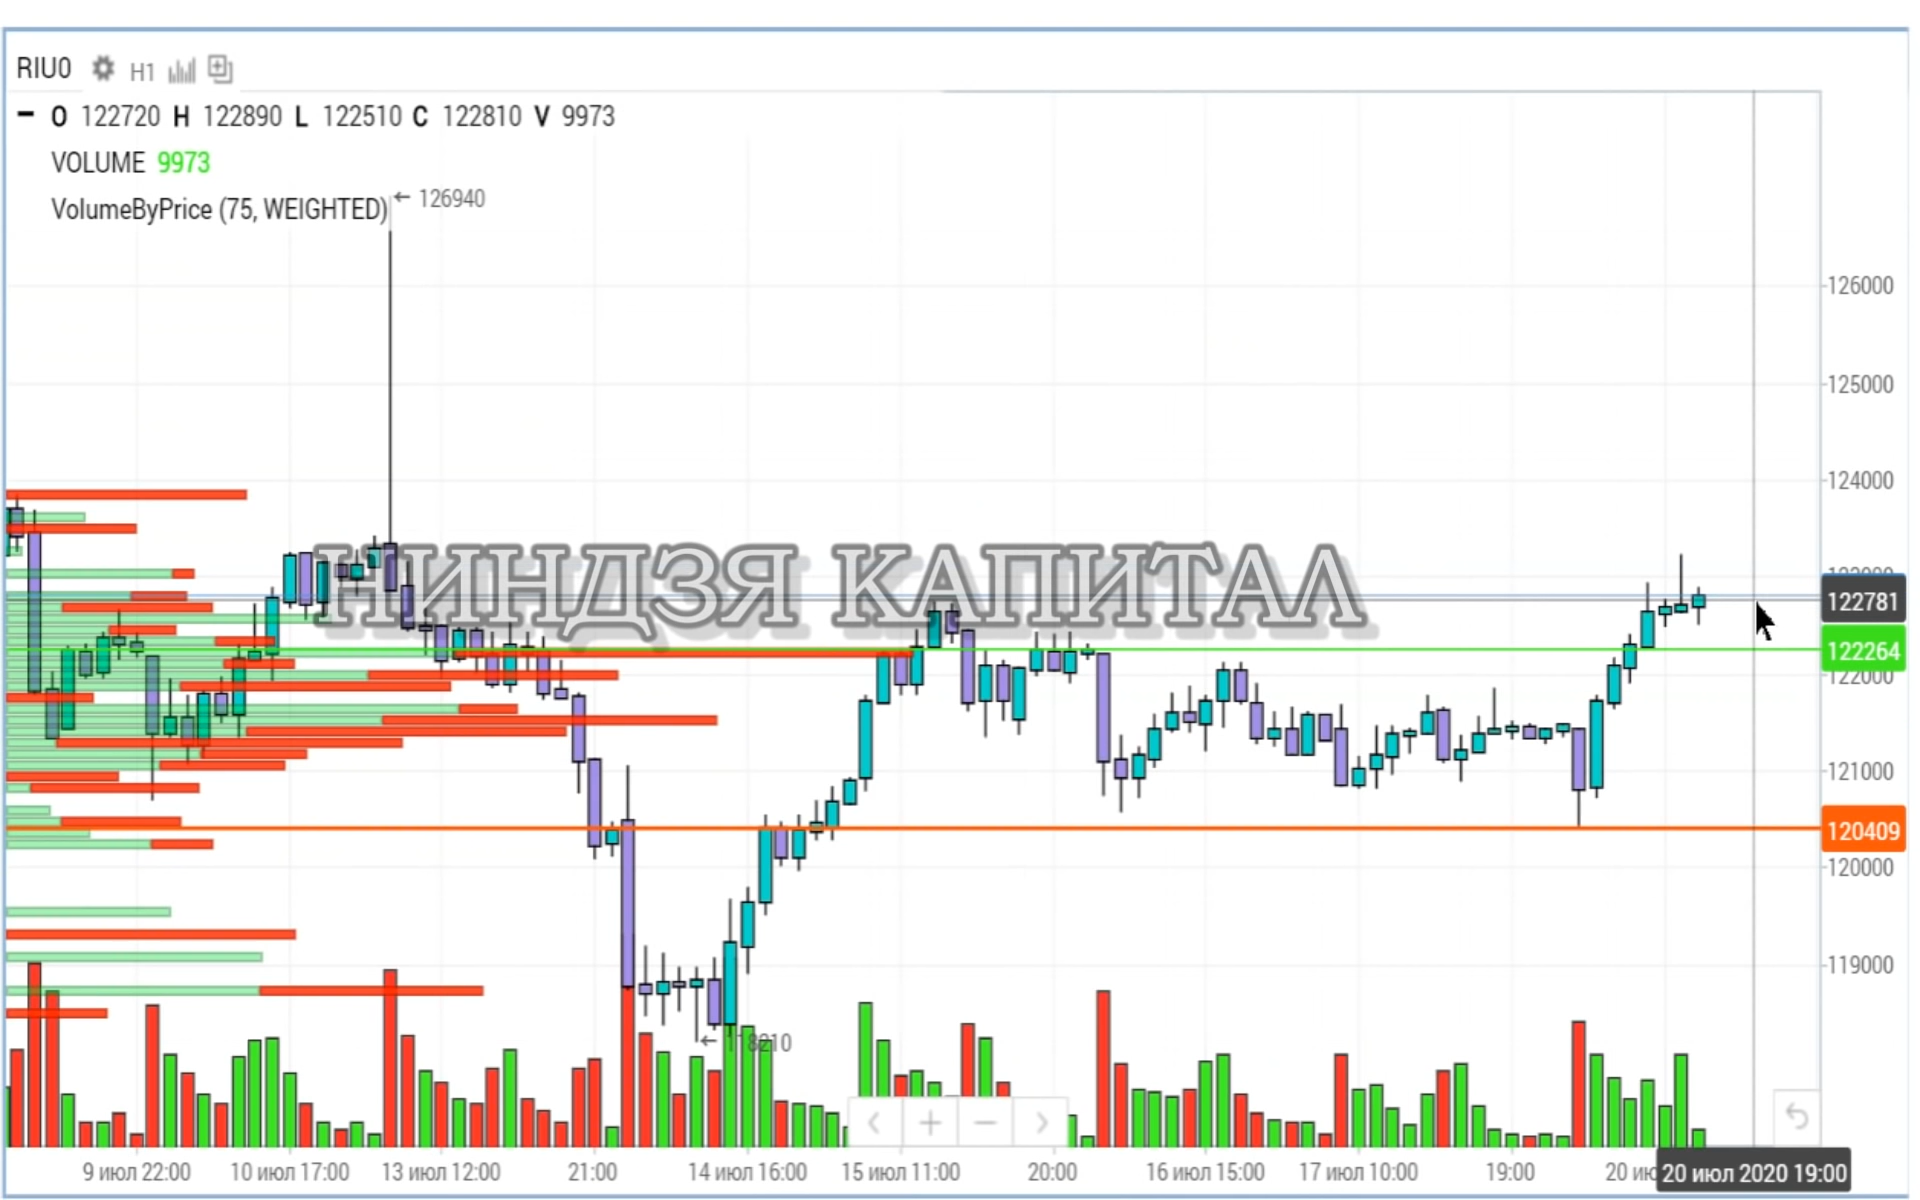 RIU0 H1
O 122720 H 122890 L 122510 C 122810 V 9973
VOLUME 9973
VolumeByPrice (75, WEIGHTED)
← 126940
126000
125000
124000
НИНДЗЯ КАПИТАЛ
122781
122264
122000
121000
120409
120000
119000
9 июл 22:00 10 июл 17:00 13 июл 12:00 21:00 14 июл 16:00 15 июл 11:00 20:00 16 июл 15:00 17 июл 10:00 19:00 20 ию 20 июл 2020 19:00